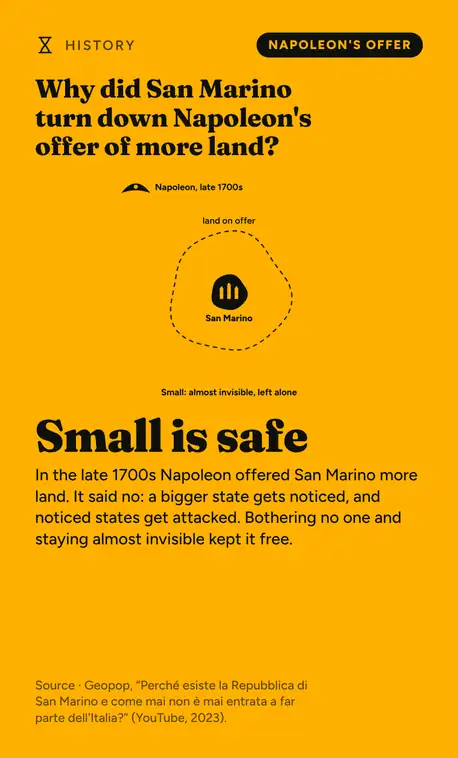 HISTORY
NAPOLEON'S OFFER
Why did San Marino
turn down Napoleon's
offer of more land?
Napoleon, late 1700s
land on offer
San Marino
Small: almost invisible, left alone
Small is safe
In the late 1700s Napoleon offered San Marino more
land. It said no: a bigger state gets noticed, and
noticed states get attacked. Bothering no one and
staying almost invisible kept it free.
Source · Geopop, “Perché esiste la Repubblica di
San Marino e come mai non è mai entrata a far
parte dell'Italia?” (YouTube, 2023).